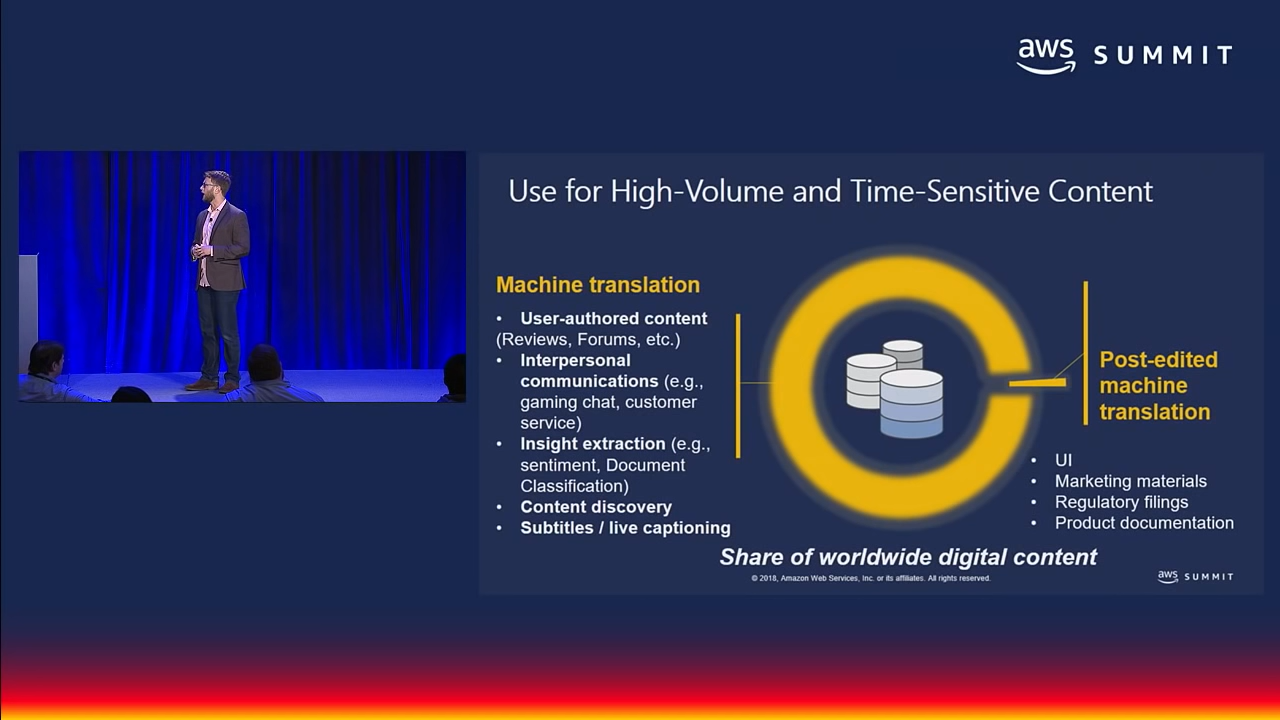 aws SUMMIT
Use for High-Volume and Time-Sensitive Content
Machine translation
• User-authored content
(Reviews, Forums, etc.)
• Interpersonal
communications (e.g.,
gaming chat, customer
service)
• Insight extraction (e.g.,
sentiment, Document
Classification)
• Content discovery
• Subtitles / live captioning
Post-edited
machine
translation
• UI
• Marketing materials
• Regulatory filings
• Product documentation
Share of worldwide digital content
© 2018, Amazon Web Services, Inc. or its affiliates. All rights reserved.
aws SUMMIT